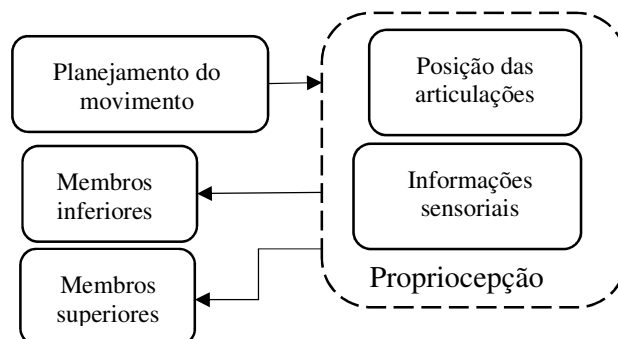 Planejamento do
movimento
Posição das
articulações
Membros
inferiores
Informações
sensoriais
Membros
superiores
Propriocepção